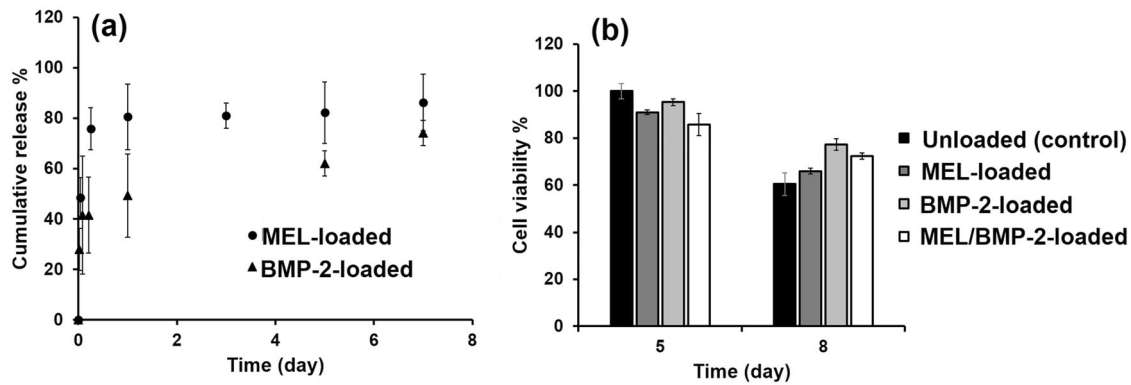 (a)
120
100
80
60
40
20
0
Cumulative release %
0 2 4 6 8
Time (day)
MEL-loaded
BMP-2-loaded
(b)
120
100
80
60
40
20
0
Cell viability %
5 8
Time (day)
Unloaded (control)
MEL-loaded
BMP-2-loaded
MEL/BMP-2-loaded